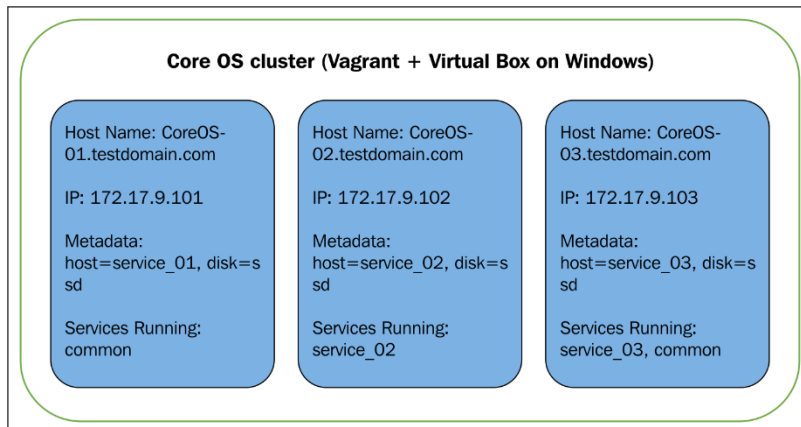 Core OS cluster (Vagrant + Virtual Box on Windows)
Host Name: CoreOS-
01.testdomain.com
IP: 172.17.9.101
Metadata:
host=service_01, disk=s
sd
Services Running:
common
Host Name: CoreOS-
02.testdomain.com
IP: 172.17.9.102
Metadata:
host=service_02, disk=s
sd
Services Running:
service_02
Host Name: CoreOS-
03.testdomain.com
IP: 172.17.9.103
Metadata:
host=service_03, disk=s
sd
Services Running:
service_03, common